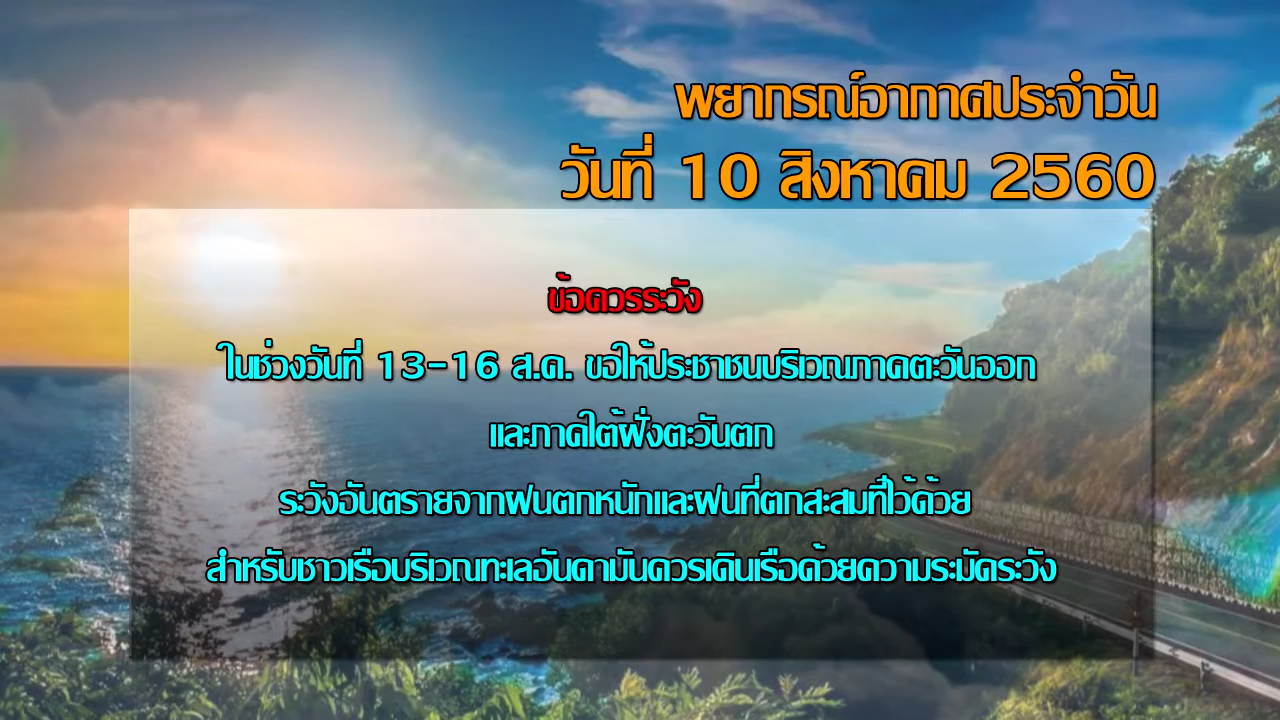 พยากรณ์อากาศประจำวัน
วันที่ 10 สิงหาคม 2560
ข้อควรระวัง
ในช่วงวันที่ 13-16 ส.ค. ขอให้ประชาชนบริเวณภาคตะวันออก
และภาคใต้ฝั่งตะวันตก
ระวังอันตรายจากฝนตกหนักและฝนที่ตกสะสมที่ไว้ด้วย
สำหรับชาวเรือบริเวณทะเลอันดามันควรเดินเรือด้วยความระมัดระวัง